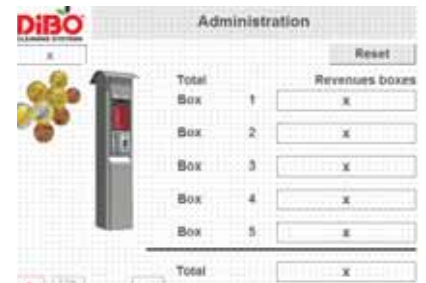 DiBO
CLEANING SYSTEMS
Administration
x
Reset
Total
Revenues boxes
Box 1 x
Box 2 x
Box 3 x
Box 4 x
Box 5 x
Total x